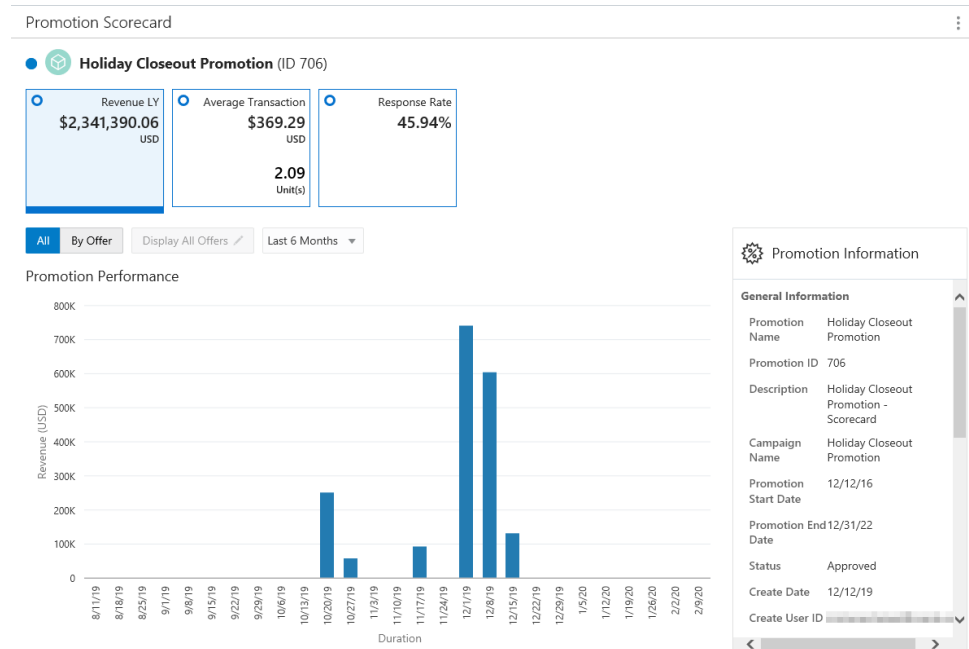 Promotion Scorecard
Holiday Closeout Promotion (ID 706)
Revenue LY
$2,341,390.06
USD
Average Transaction
$369.29
USD
2.09
Unit(s)
Response Rate
45.94%
All
By Offer
Display All Offers
Last 6 Months
Promotion Performance
800K
700K
600K
500K
400K
300K
200K
100K
0
Revenue (USD)
8/11/19
8/18/19
8/25/19
9/1/19
9/8/19
9/15/19
9/22/19
9/29/19
10/6/19
10/13/19
10/20/19
10/27/19
11/3/19
11/10/19
11/17/19
11/24/19
12/1/19
12/8/19
12/15/19
12/22/19
12/29/19
1/5/20
1/12/20
1/19/20
1/26/20
2/2/20
2/9/20
Duration
Promotion Information
General Information
Promotion Name
Holiday Closeout
Promotion
Promotion ID 706
Description
Holiday Closeout
Promotion -
Scorecard
Campaign Name
Holiday Closeout
Promotion
Promotion Start Date
12/12/16
Promotion End Date
12/31/22
Status
Approved
Create Date
12/12/19
Create User ID